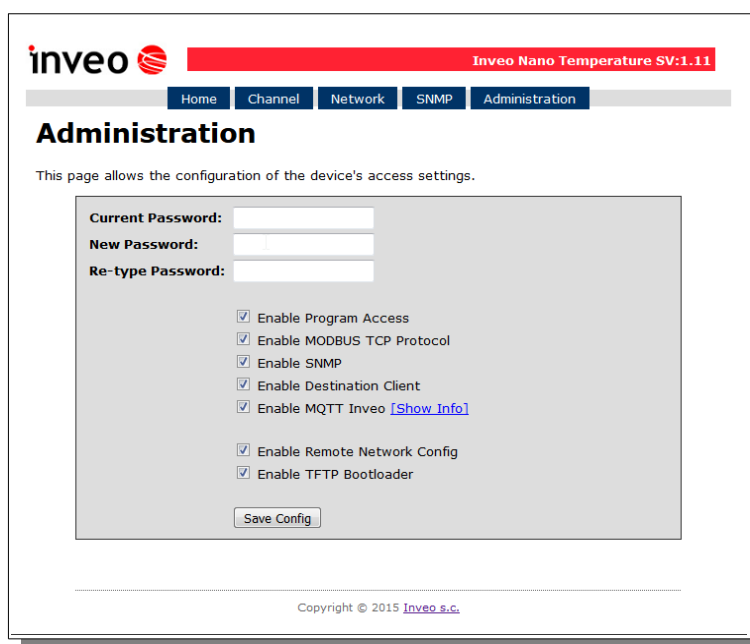 inveo
Inveo Nano Temperature SV:1.11
Home Channel Network SNMP Administration
Administration
This page allows the configuration of the device's access settings.
Current Password:
New Password:
Re-type Password:
Enable Program Access
Enable MODBUS TCP Protocol
Enable SNMP
Enable Destination Client
Enable MQTT Inveo [Show Info]
Enable Remote Network Config
Enable TFTP Bootloader
Save Config
Copyright © 2015 Inveo s.c.